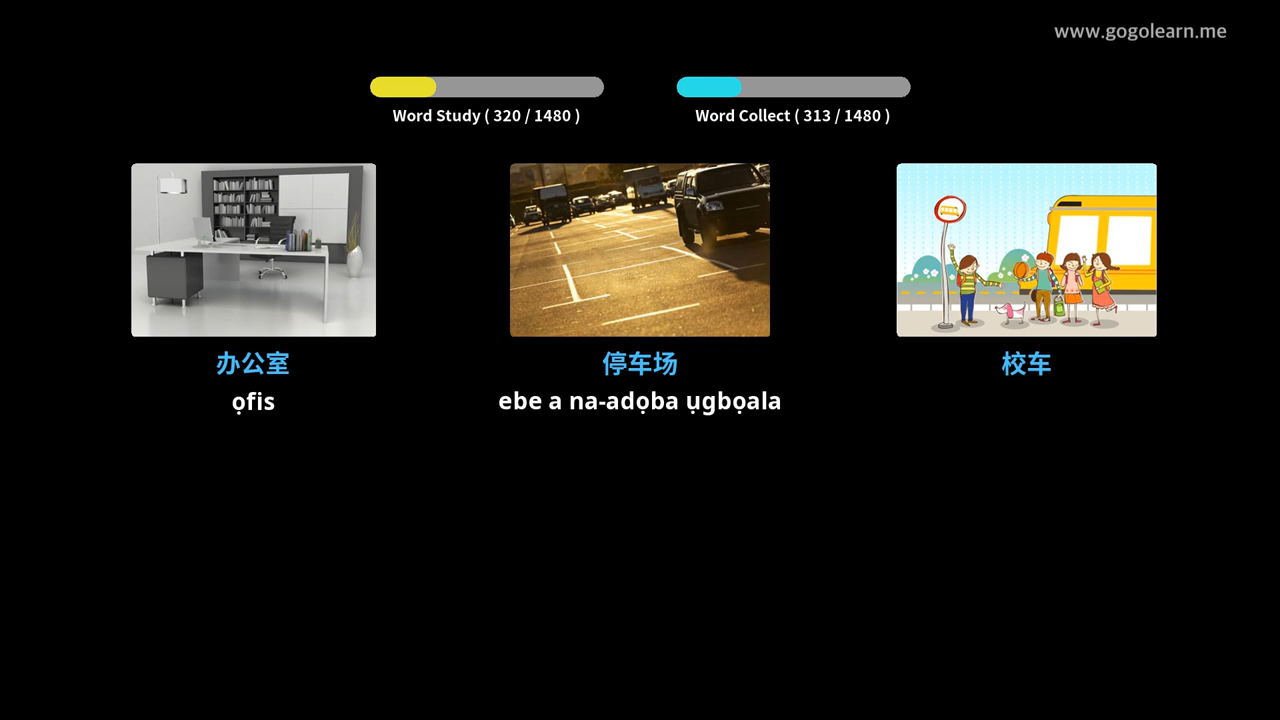 www.gogolearn.me
Word Study ( 320 / 1480 )
Word Collect ( 313 / 1480 )
办公室
停车场
校车
ọfis
ebe a na-adọba ụgbọala